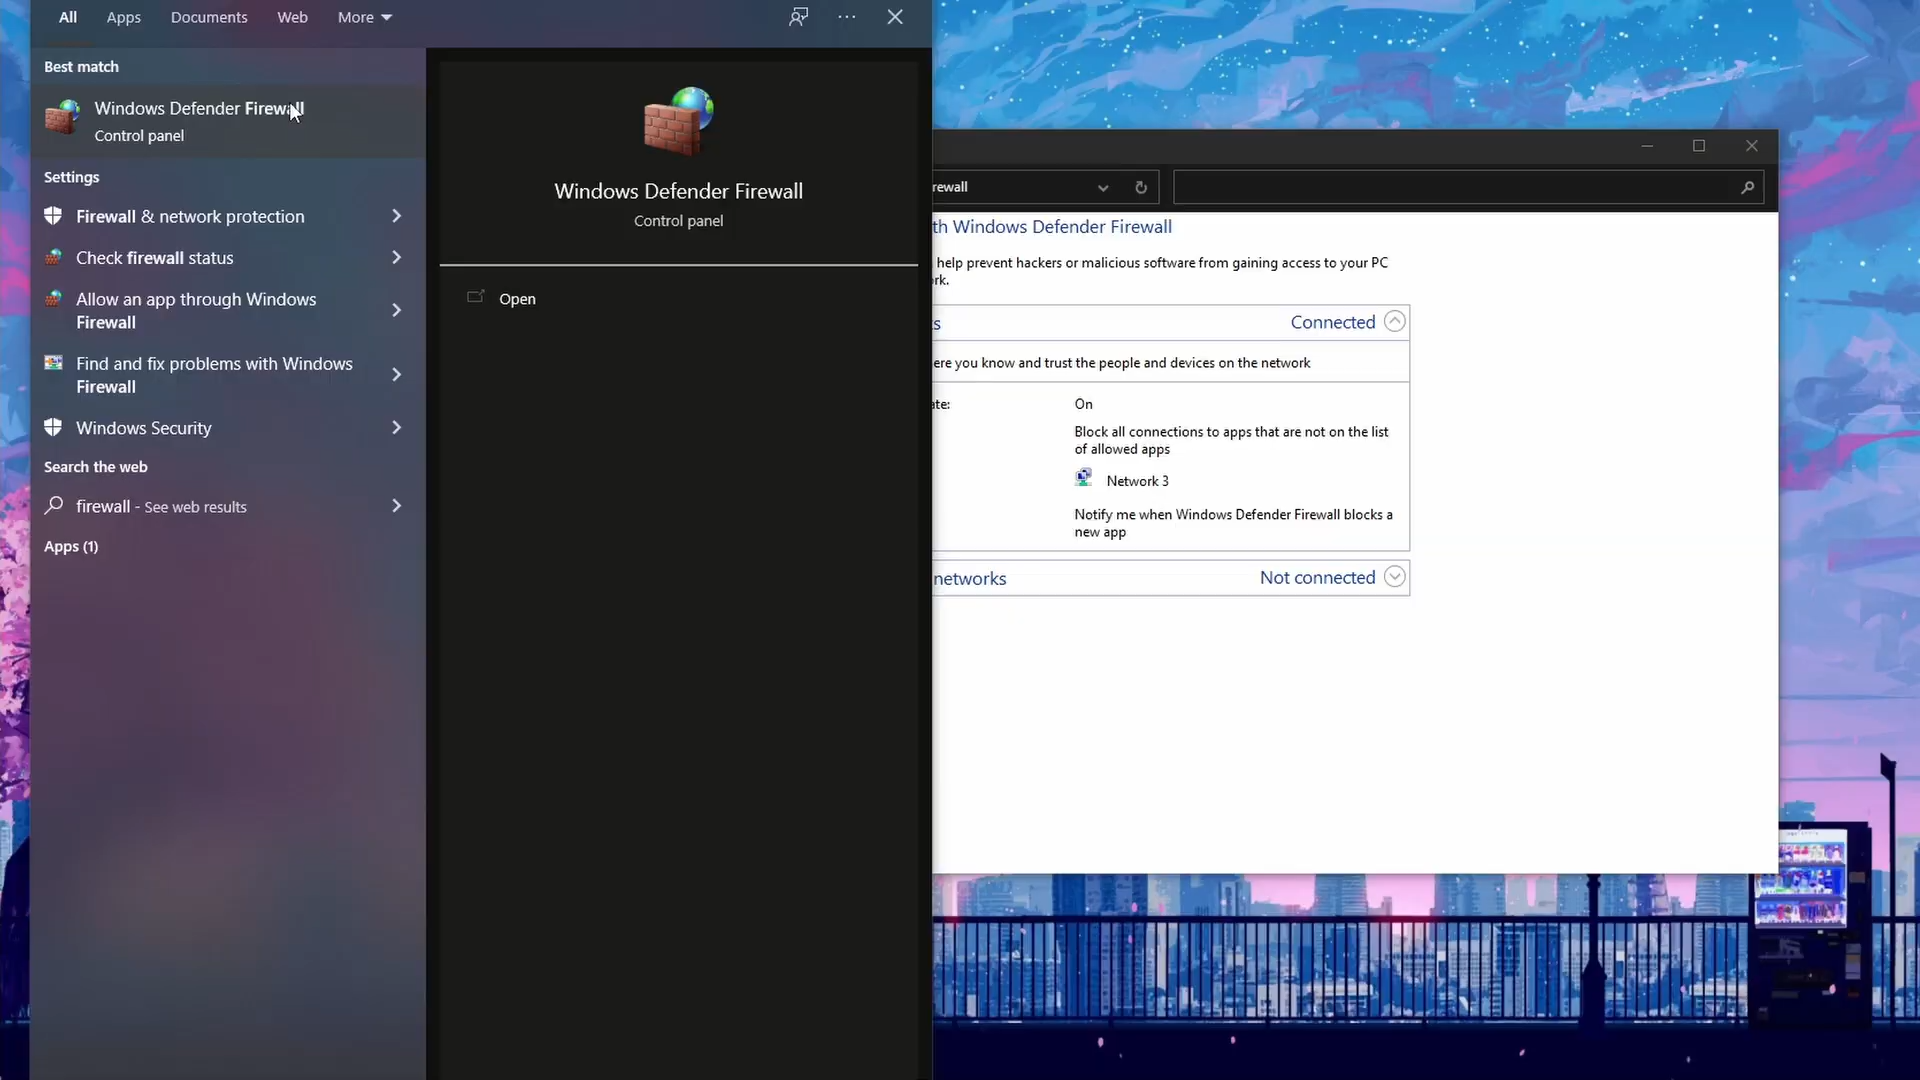 All Apps Documents Web More
Best match
Windows Defender Firewall
Control panel
Settings
Firewall & network protection
Check firewall status
Allow an app through Windows
Firewall
Find and fix problems with Windows
Firewall
Windows Security
Search the web
firewall - See web results
Apps (1)
Windows Defender Firewall
Control panel
Open
rewall
th Windows Defender Firewall
help prevent hackers or malicious software from gaining access to your PC
rk.
s Connected
ere you know and trust the people and devices on the network
ate: On
Block all connections to apps that are not on the list
of allowed apps
Network 3
Notify me when Windows Defender Firewall blocks a
new app
networks Not connected